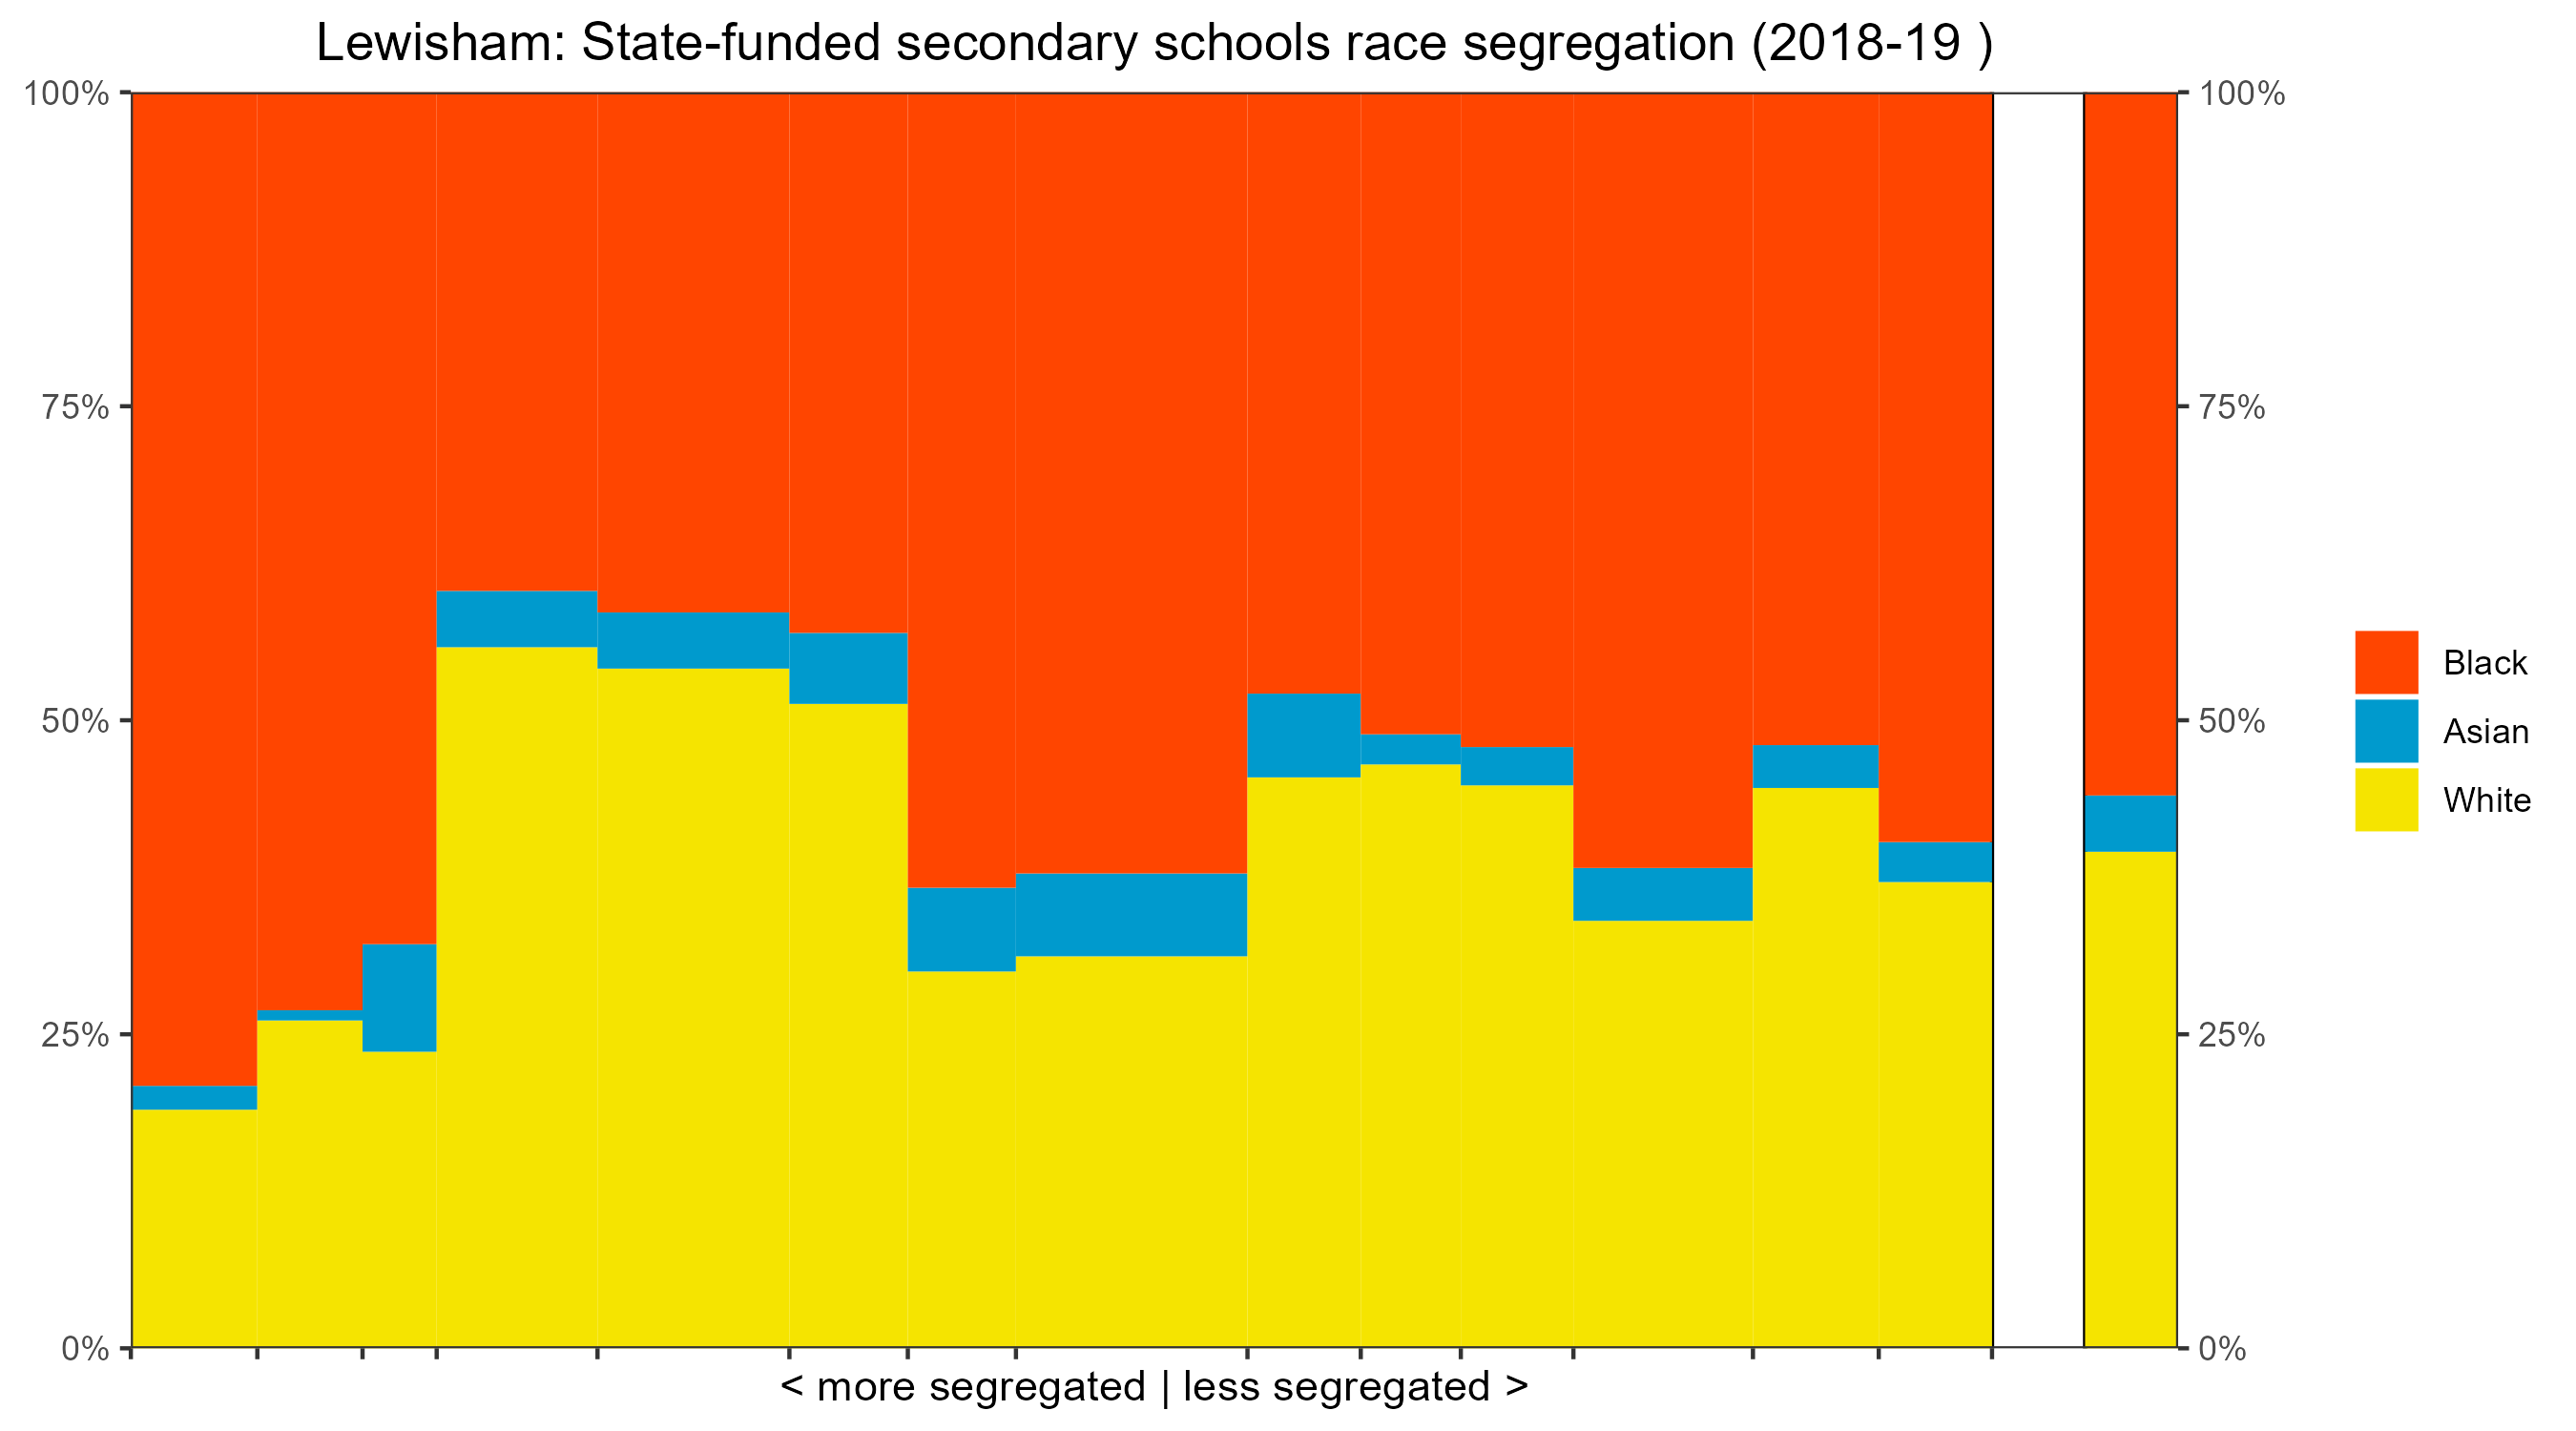 Lewisham: State-funded secondary schools race segregation (2018-19 )
100%
75%
50%
25%
0%
100%
75%
50%
25%
0%
Black
Asian
White
< more segregated | less segregated >